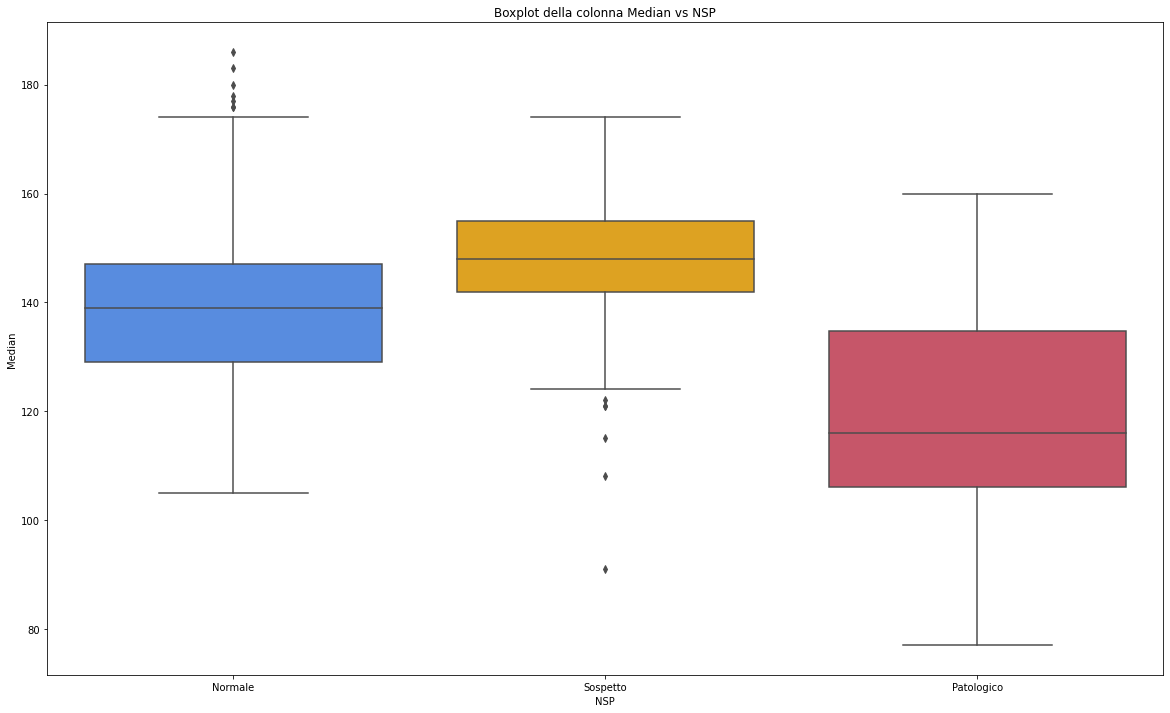 Boxplot della colonna Median vs NSP
180
160
140
120
100
80
Median
Normale
Sospetto
Patologico
NSP